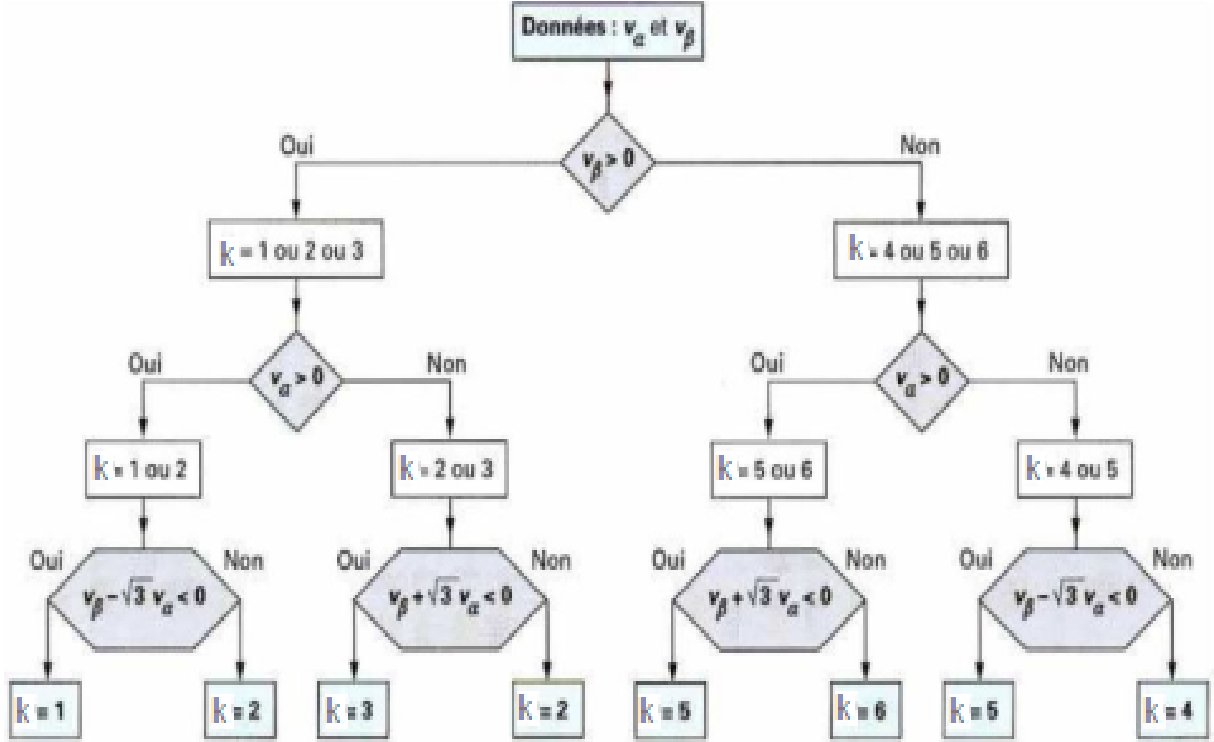 Données : vα et vβ
Oui
vβ > 0
Non
k = 1 ou 2 ou 3
k = 4 ou 5 ou 6
Oui
vα > 0
Non
Oui
vα > 0
Non
k = 1 ou 2
k = 2 ou 3
k = 5 ou 6
k = 4 ou 5
Oui
vβ − √3 vα < 0
Non
Oui
vβ + √3 vα < 0
Non
Oui
vβ + √3 vα < 0
Non
Oui
vβ − √3 vα < 0
Non
k = 1
k = 2
k = 3
k = 2
k = 5
k = 6
k = 5
k = 4